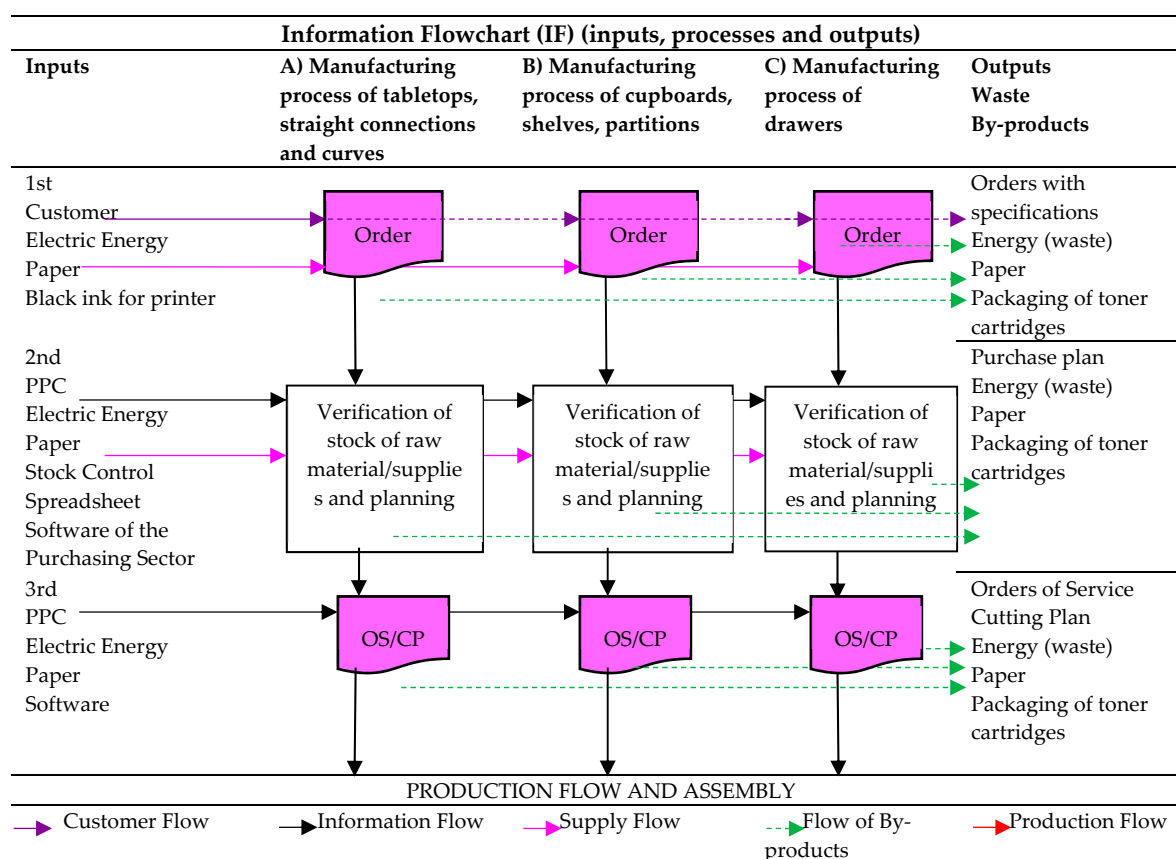 Information Flowchart (IF) (inputs, processes and outputs)
Inputs
A) Manufacturing
process of tabletops,
straight connections
and curves
B) Manufacturing
process of cupboards,
shelves, partitions
C) Manufacturing
process of
drawers
Outputs
Waste
By-products
1st
Customer
Electric Energy
Paper
Black ink for printer
Order
Order
Order
Orders with
specifications
Energy (waste)
Paper
Packaging of toner
cartridges
2nd
PPC
Electric Energy
Paper
Stock Control
Spreadsheet
Software of the
Purchasing Sector
Verification of
stock of raw
material/supplie
s and planning
Verification of
stock of raw
material/supplie
s and planning
Verification of
stock of raw
material/suppli
es and planning
Purchase plan
Energy (waste)
Paper
Packaging of toner
cartridges
3rd
PPC
Electric Energy
Paper
Software
OS/CP
OS/CP
OS/CP
Orders of Service
Cutting Plan
Energy (waste)
Paper
Packaging of toner
cartridges
PRODUCTION FLOW AND ASSEMBLY
Customer Flow
Information Flow
Supply Flow
Flow of By-
products
Production Flow